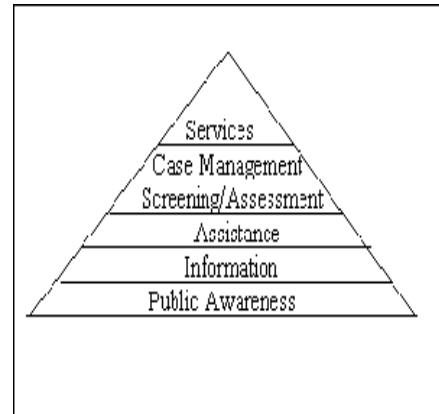 Services
Case Management
Screening/Assessment
Assistance
Information
Public Awareness